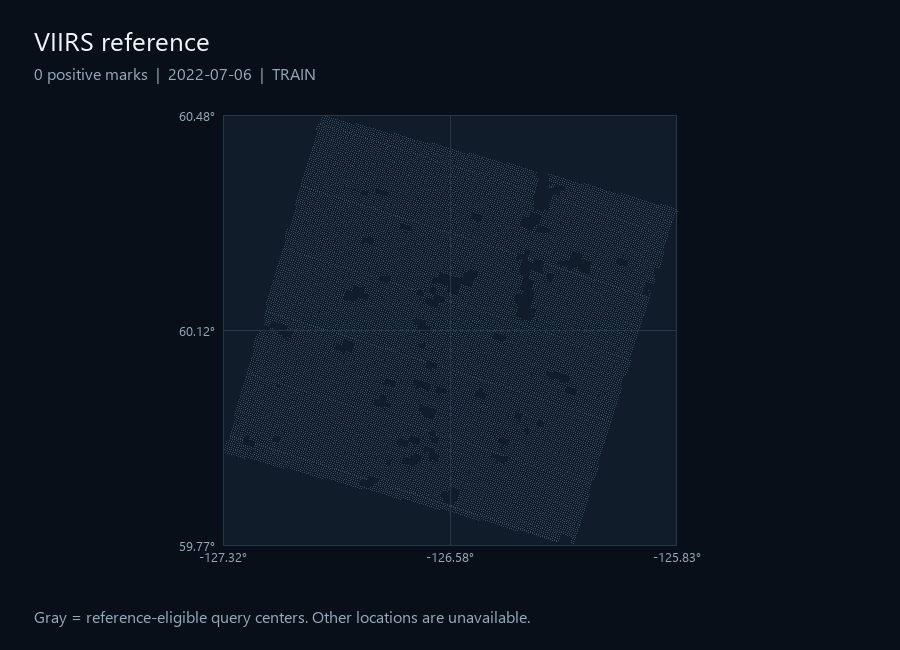 VIIRS reference
0 positive marks | 2022-07-06 | TRAIN
60.48°
60.12°
59.77°
-127.32° -126.58° -125.83°
Gray = reference-eligible query centers. Other locations are unavailable.